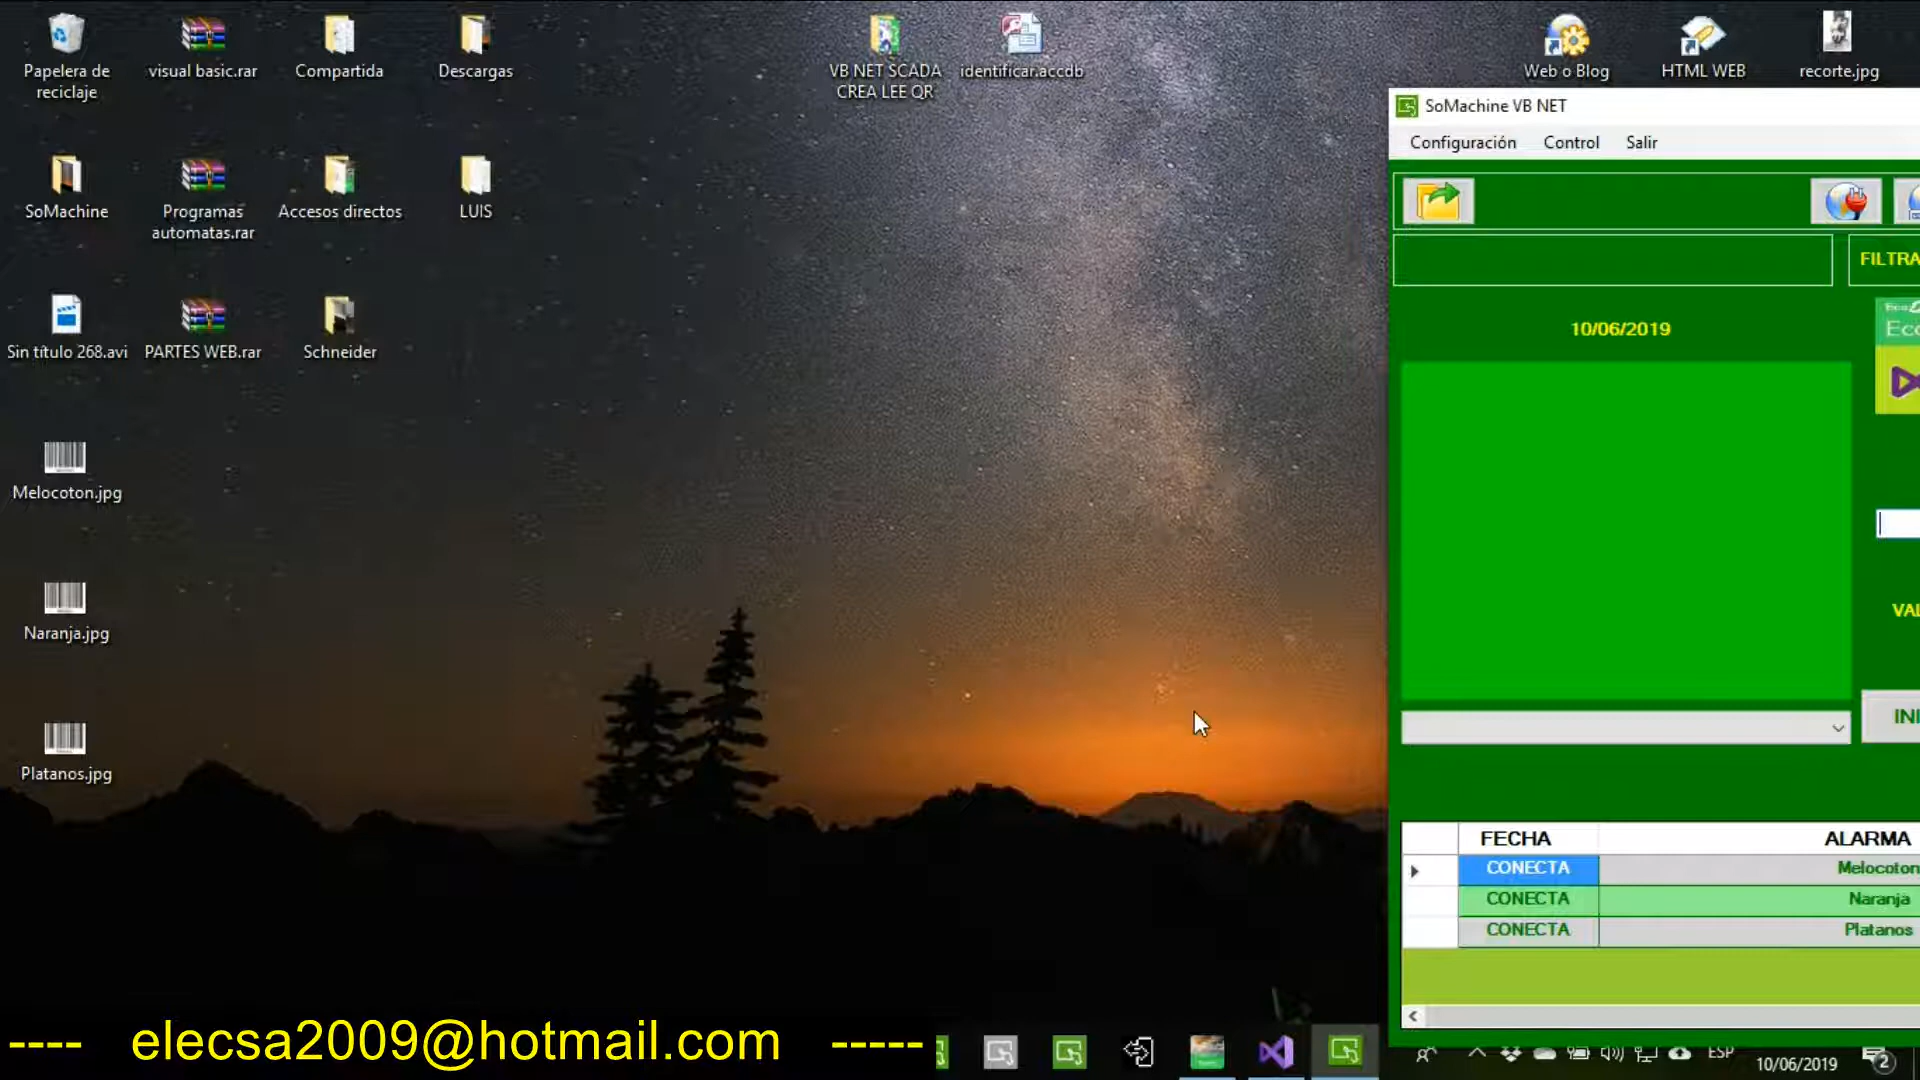 Papelera de
reciclaje
visual basic.rar
Compartida
Descargas
VB NET SCADA
CREA LEE QR
identificar.accdb
Web o Blog
HTML WEB
recorte.jpg
SoMachine
Programas
automatas.rar
Accesos directos
LUIS
Sin título 268.avi
PARTES WEB.rar
Schneider
Melocoton.jpg
Naranja.jpg
Platanos.jpg
SoMachine VB NET
Configuración Control Salir
FILTRA
10/06/2019
VAL
INI
FECHA ALARMA
CONECTA Melocoton
CONECTA Naranja
CONECTA Platanos
---- elecsa2009@hotmail.com -----
ESP
10/06/2019
2